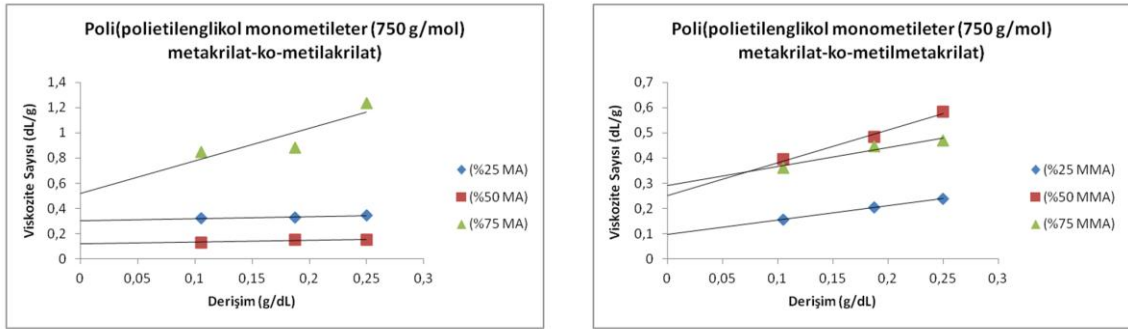 Poli(polietilenglikol monometileter (750 g/mol)
metakrilat-ko-metilakrilat)
Viskozite Sayısı (dL/g)
1,4
1,2
1
0,8
0,6
0,4
0,2
0
0
0,05
0,1
0,15
0,2
0,25
0,3
Derişim (g/dL)
(%25 MA)
(%50 MA)
(%75 MA)
Poli(polietilenglikol monometileter (750 g/mol)
metakrilat-ko-metilmetakrilat)
Viskozite Sayısı (dL/g)
0,7
0,6
0,5
0,4
0,3
0,2
0,1
0
0
0,05
0,1
0,15
0,2
0,25
0,3
Derişim (g/dL)
(%25 MMA)
(%50 MMA)
(%75 MMA)